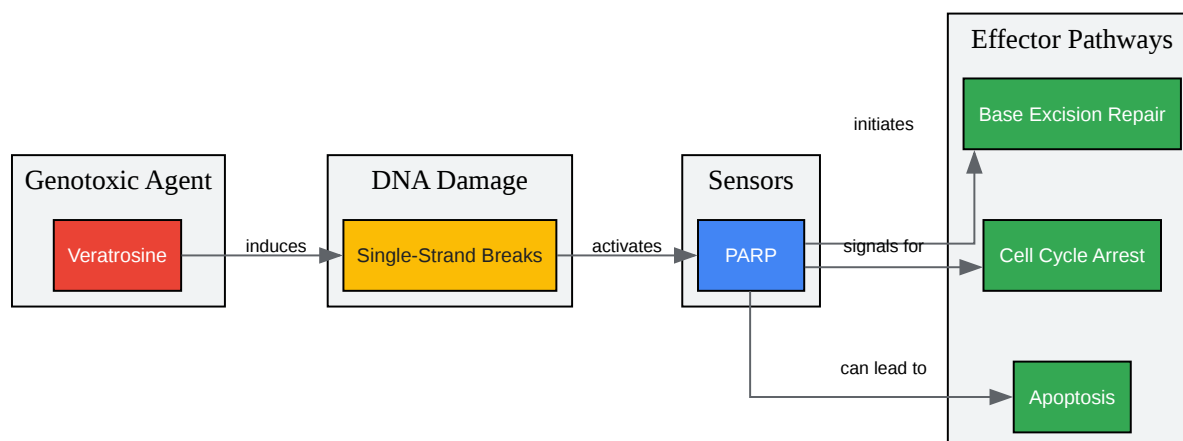 Effector Pathways
Base Excision Repair
initiates
Genotoxic Agent
DNA Damage
Sensors
Veratrosine
induces
Single-Strand Breaks
activates
PARP
signals for
Cell Cycle Arrest
can lead to
Apoptosis